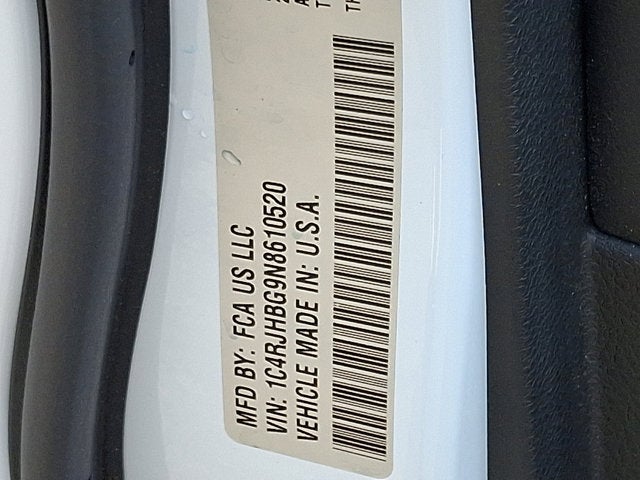 MFD BY: FCA US LLC
VIN: 1C4RJHBG9N8610520
VEHICLE MADE IN: U.S.A.